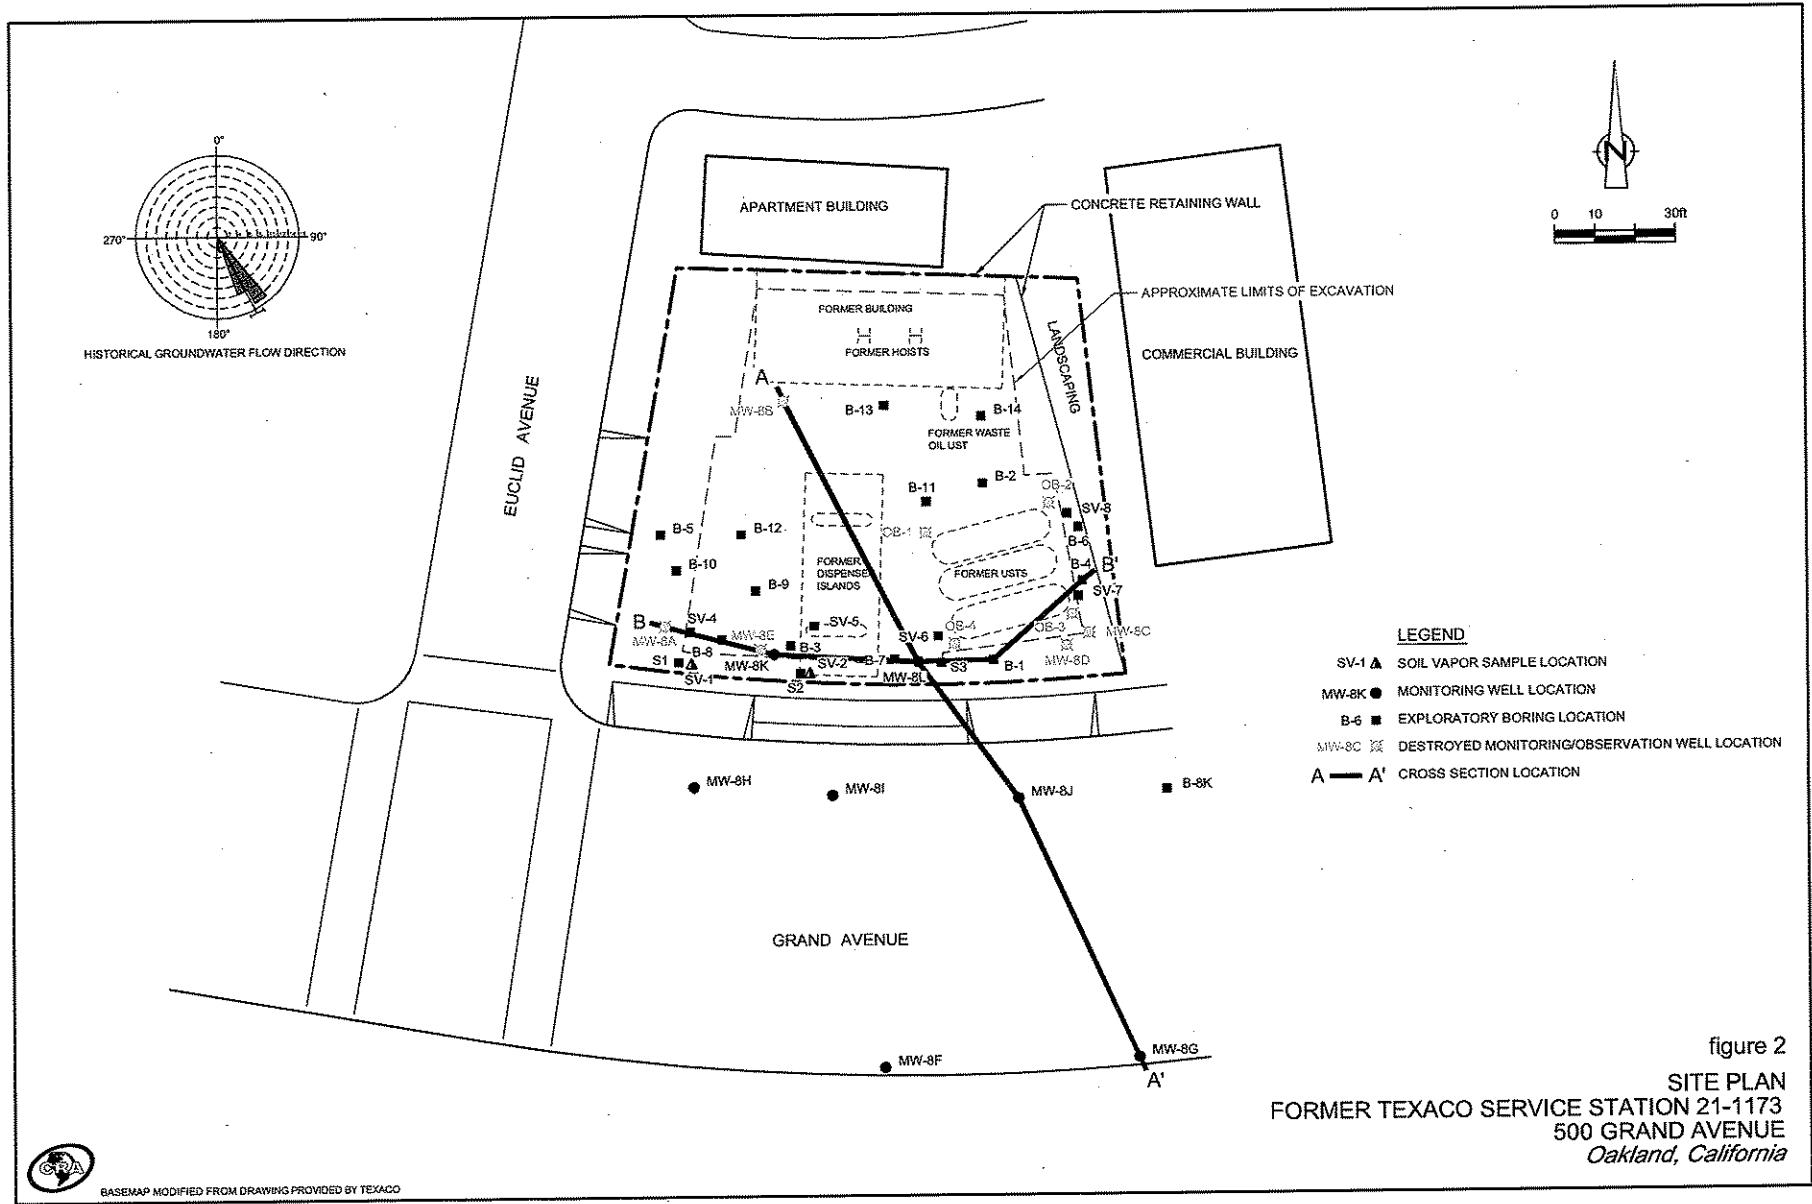 0°
270°
90°
180°
HISTORICAL GROUNDWATER FLOW DIRECTION
EUCLID AVENUE
APARTMENT BUILDING
CONCRETE RETAINING WALL
APPROXIMATE LIMITS OF EXCAVATION
COMMERCIAL BUILDING
LANDSCAPING
N
0 10 30ft
FORMER BUILDING
FORMER HOISTS
A
MW-8B
B-13
B-14
FORMER WASTE
OIL UST
B-2
B-11
OB-2
OB-1
SV-8
B-6
B-5
B-12
B-10
B-9
FORMER
DISPENSER
ISLANDS
FORMER USTS
B-4
B'
SV-7
B
SV-4
MW-8A
MW-8E
SV-5
SV-6
OB-4
OB-3
MW-8C
B-8
B-3
S1
SV-1
MW-8K
SV-2
S2
B-7
MW-8L
S3
B-1
MW-8D
MW-8H
MW-8I
MW-8J
B-8K
GRAND AVENUE
MW-8F
MW-8G
A'
LEGEND
SV-1 SOIL VAPOR SAMPLE LOCATION
MW-8K MONITORING WELL LOCATION
B-6 EXPLORATORY BORING LOCATION
MW-8C DESTROYED MONITORING/OBSERVATION WELL LOCATION
A A' CROSS SECTION LOCATION
figure 2
SITE PLAN
FORMER TEXACO SERVICE STATION 21-1173
500 GRAND AVENUE
Oakland, California
CRA
BASEMAP MODIFIED FROM DRAWING PROVIDED BY TEXACO